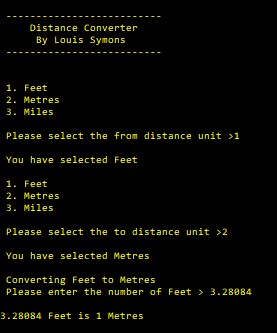 --------------------------
Distance Converter
By Louis Symons
--------------------------
1. Feet
2. Metres
3. Miles
Please select the from distance unit >1
You have selected Feet
1. Feet
2. Metres
3. Miles
Please select the to distance unit >2
You have selected Metres
Converting Feet to Metres
Please enter the number of Feet > 3.28084
3.28084 Feet is 1 Metres